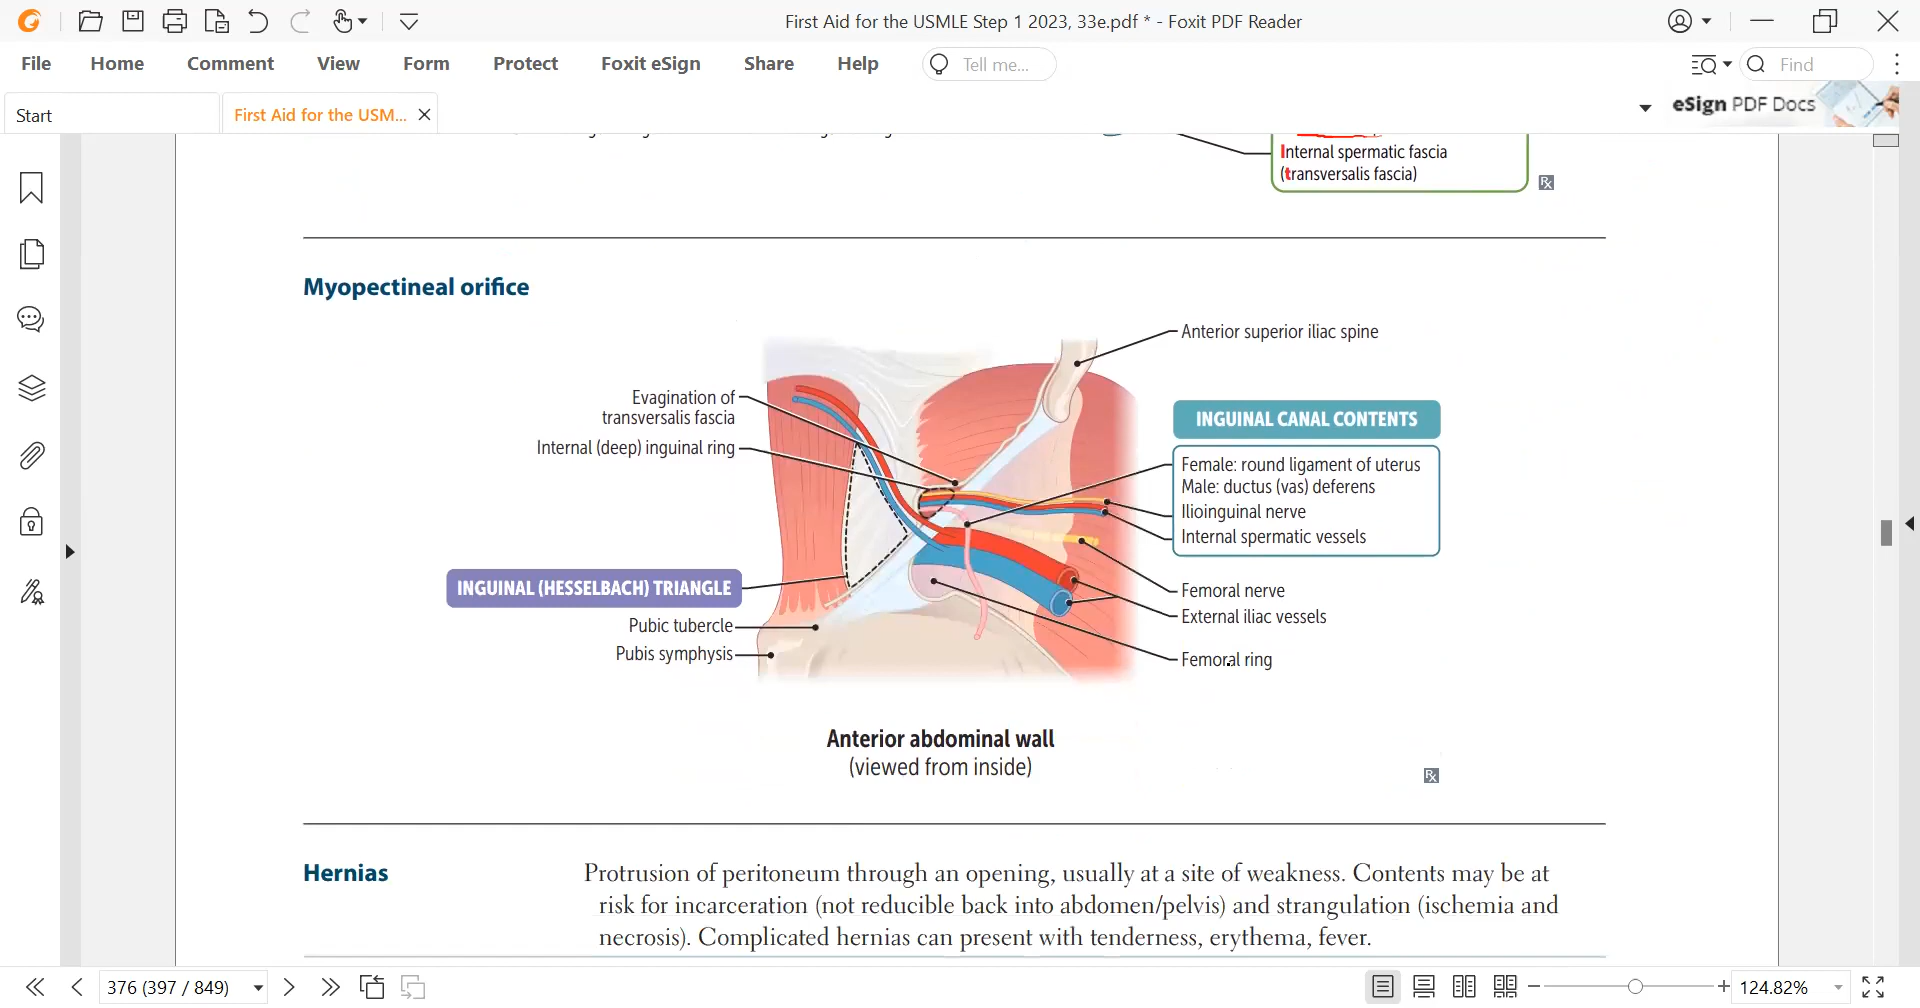 First Aid for the USMLE Step 1 2023, 33e.pdf * - Foxit PDF Reader
File Home Comment View Form Protect Foxit eSign Share Help Tell me... Find
Start
First Aid for the USM...
eSign PDF Docs
Internal spermatic fascia
(transversalis fascia)
Rx
Myopectineal orifice
Anterior superior iliac spine
Evagination of
transversalis fascia
Internal (deep) inguinal ring
INGUINAL CANAL CONTENTS
Female: round ligament of uterus
Male: ductus (vas) deferens
Ilioinguinal nerve
Internal spermatic vessels
INGUINAL (HESSELBACH) TRIANGLE
Femoral nerve
External iliac vessels
Pubic tubercle
Pubis symphysis
Femoral ring
Anterior abdominal wall
(viewed from inside)
Rx
Hernias
Protrusion of peritoneum through an opening, usually at a site of weakness. Contents may be at
risk for incarceration (not reducible back into abdomen/pelvis) and strangulation (ischemia and
necrosis). Complicated hernias can present with tenderness, erythema, fever.
376 (397 / 849)
124.82%